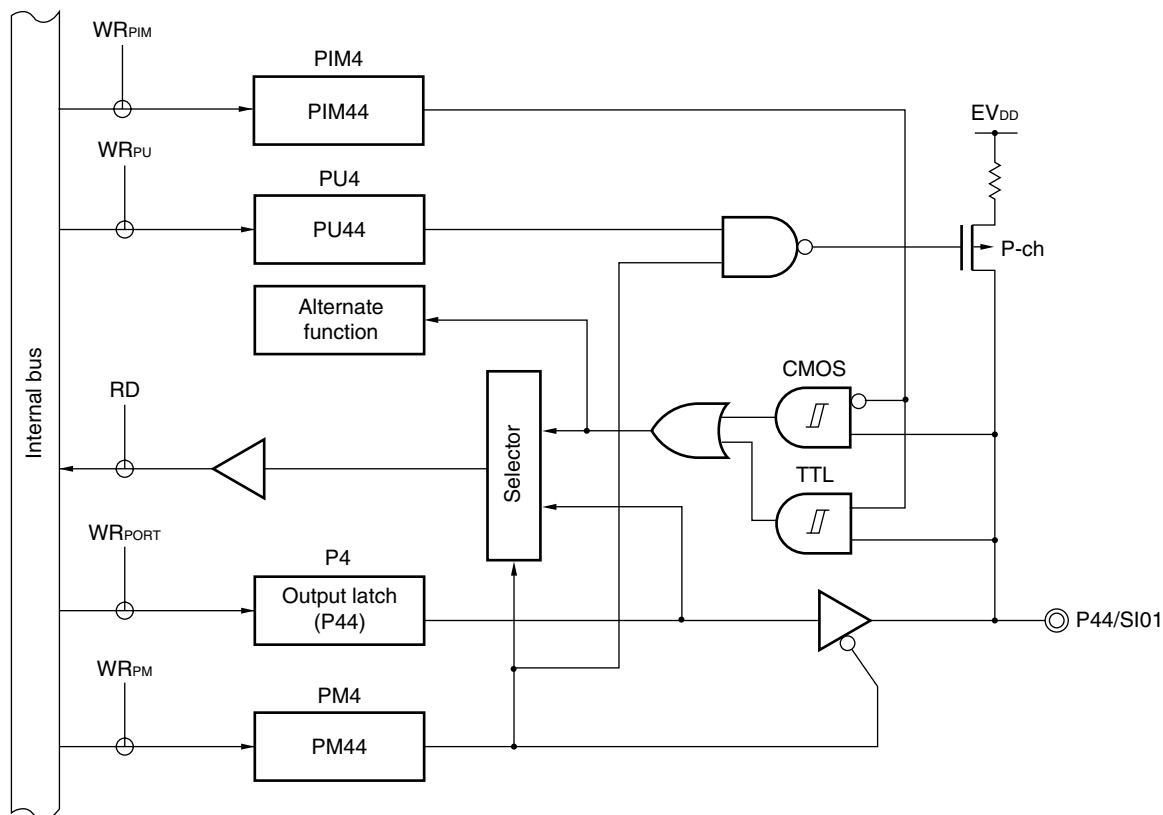 WRPIM
PIM4
PIM44
EVDD
WRPU
PU4
PU44
P-ch
Alternate
function
CMOS
Internal bus
RD
Selector
TTL
WRPORT
P4
Output latch
(P44)
P44/SI01
WRPM
PM4
PM44